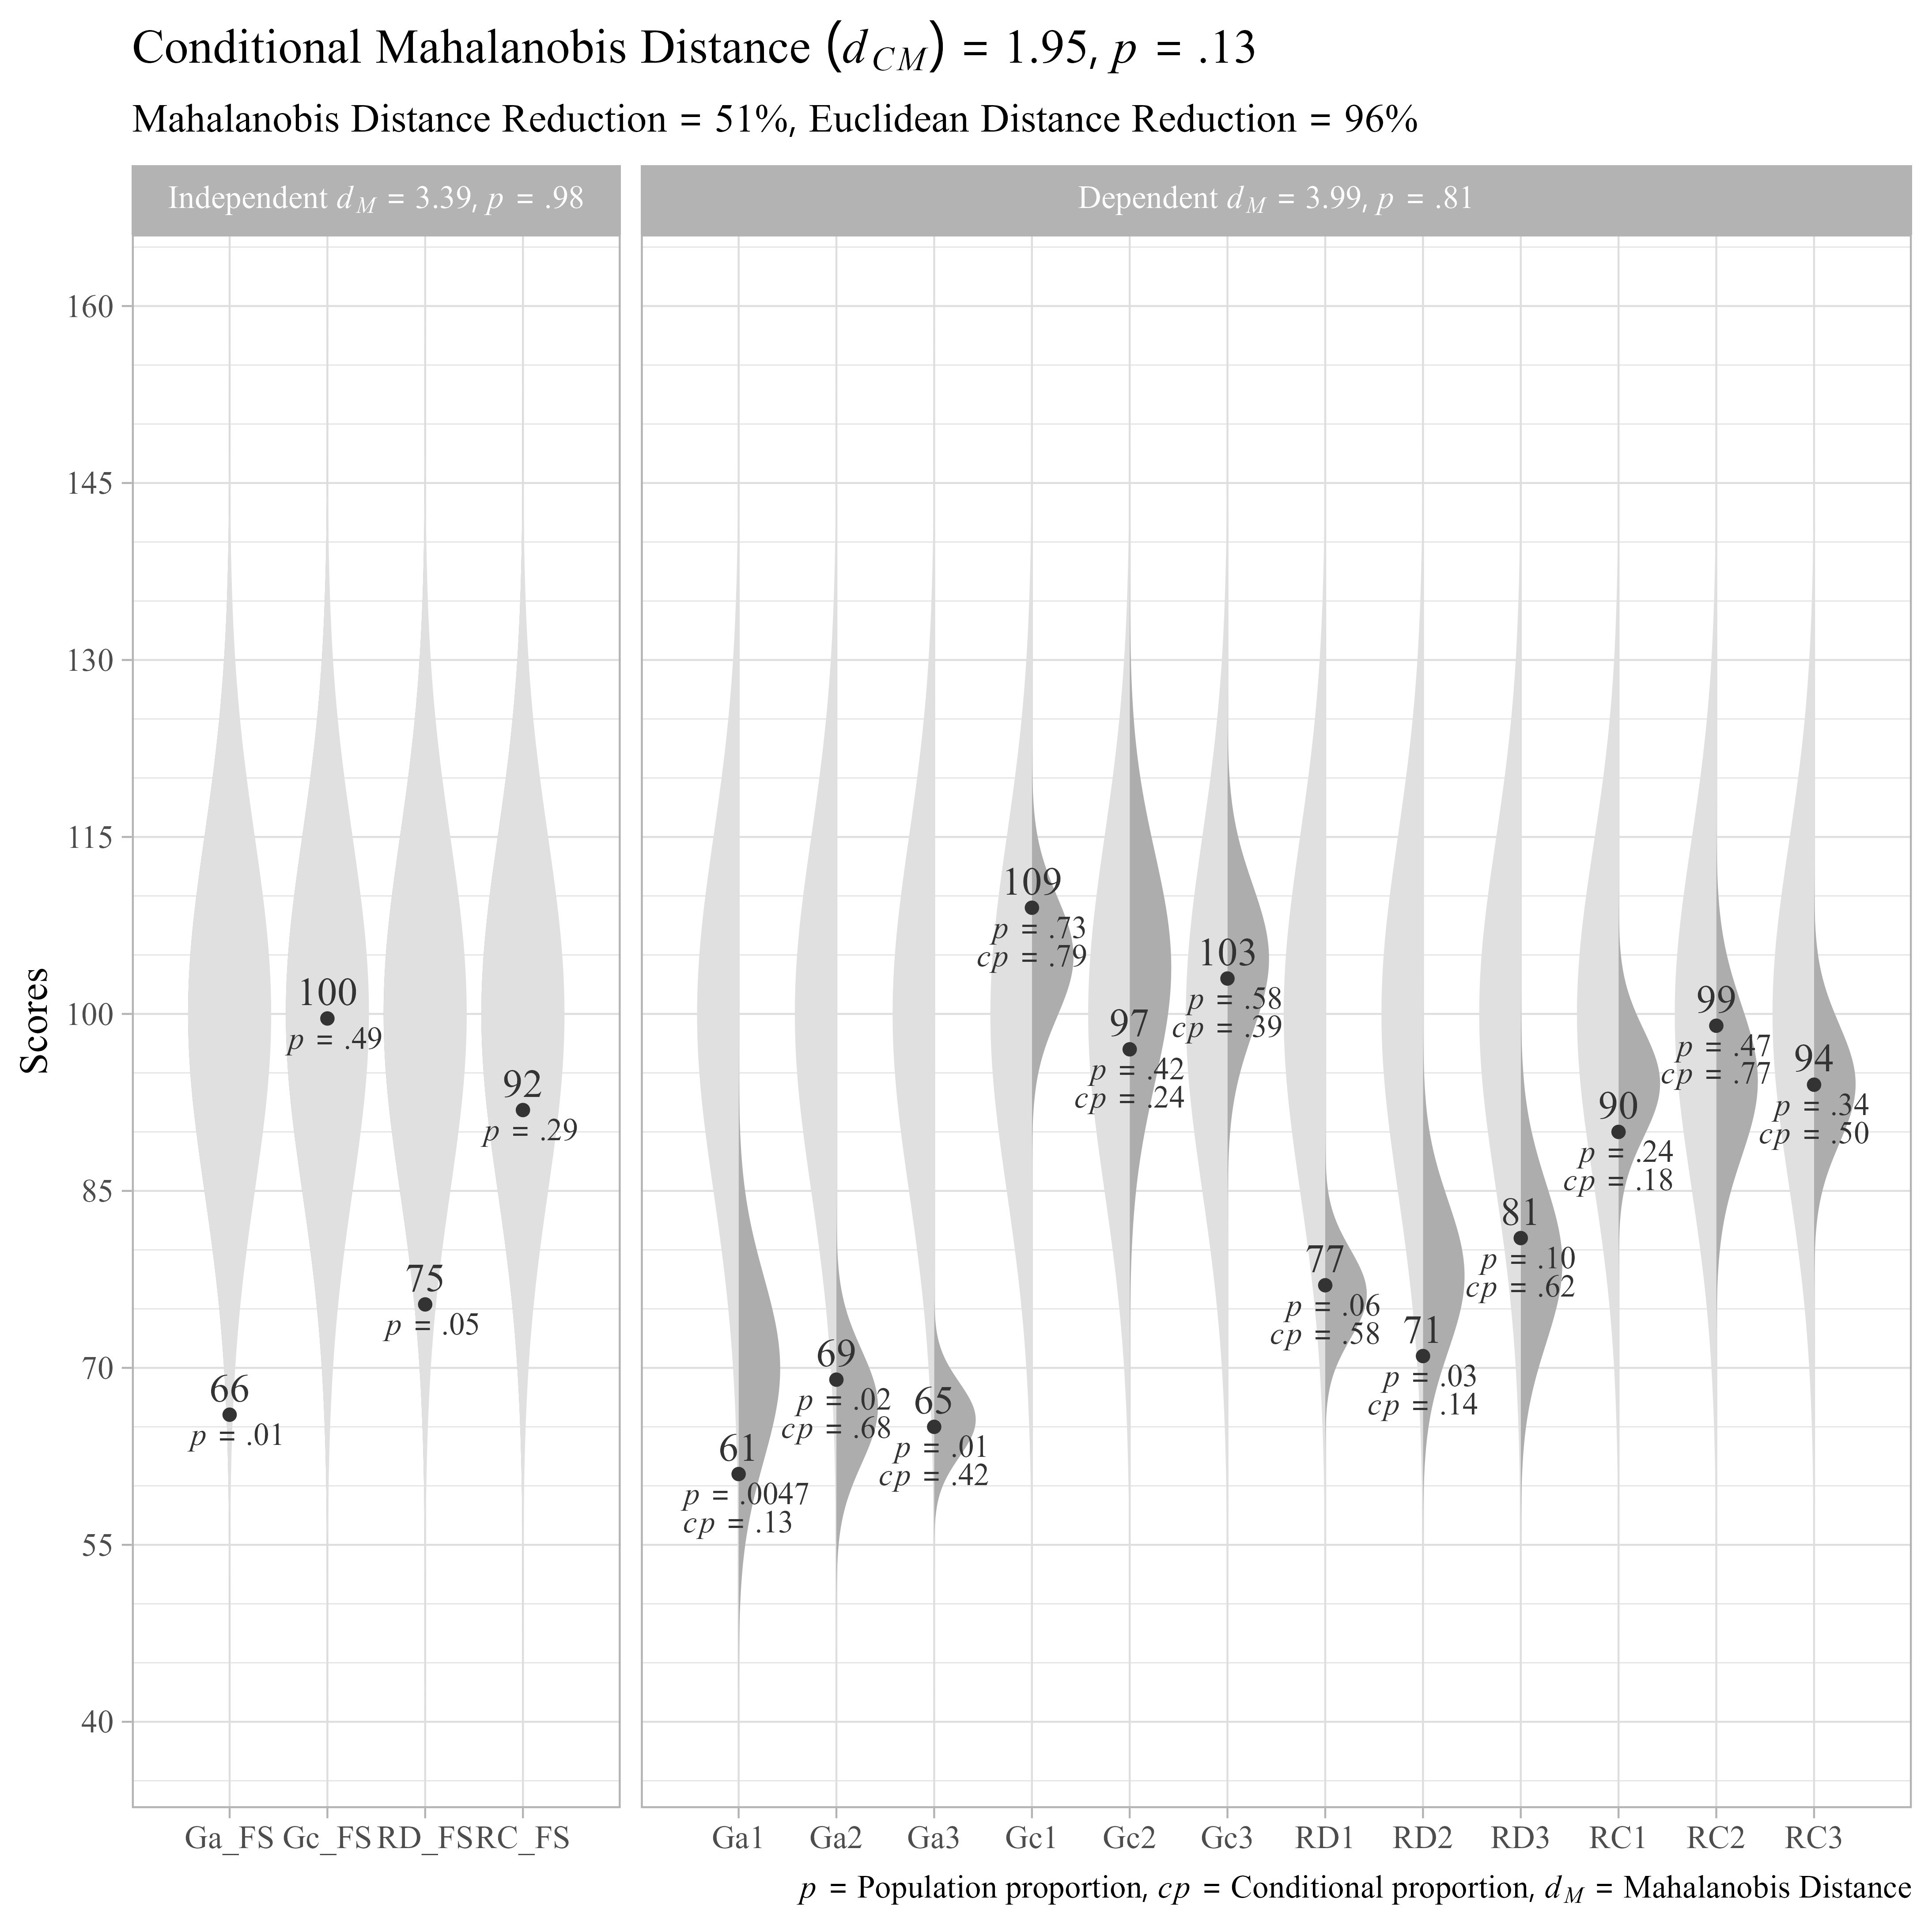 Conditional Mahalanobis Distance (d_CM) = 1.95, p = .13
Mahalanobis Distance Reduction = 51%, Euclidean Distance Reduction = 96%
Independent d_M = 3.39, p = .98
Dependent d_M = 3.99, p = .81
Scores
160
145
130
115
100
85
70
55
40
66
p = .01
100
p = .49
75
p = .05
92
p = .29
61
p = .0047
cp = .13
69
p = .02
cp = .68
65
p = .01
cp = .42
109
p = .73
cp = .79
97
p = .42
cp = .24
103
p = .58
cp = .39
77
p = .06
cp = .58
71
p = .03
cp = .14
81
p = .10
cp = .62
90
p = .24
cp = .18
99
p = .47
cp = .77
94
p = .34
cp = .50
Ga_FS Gc_FS RD_FS RC_FS Ga1 Ga2 Ga3 Gc1 Gc2 Gc3 RD1 RD2 RD3 RC1 RC2 RC3
p = Population proportion, cp = Conditional proportion, d_M = Mahalanobis Distance